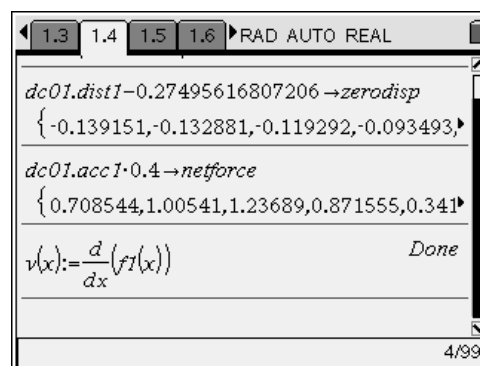 1.3 1.4 1.5 1.6 RAD AUTO REAL
dc01.dist1−0.27495616807206→zerodisp
{-0.139151,-0.132881,-0.119292,-0.093493,
dc01.acc1·0.4→netforce
{0.708544,1.00541,1.23689,0.871555,0.341
v(x):=d/dx(f1(x)) Done
4/99